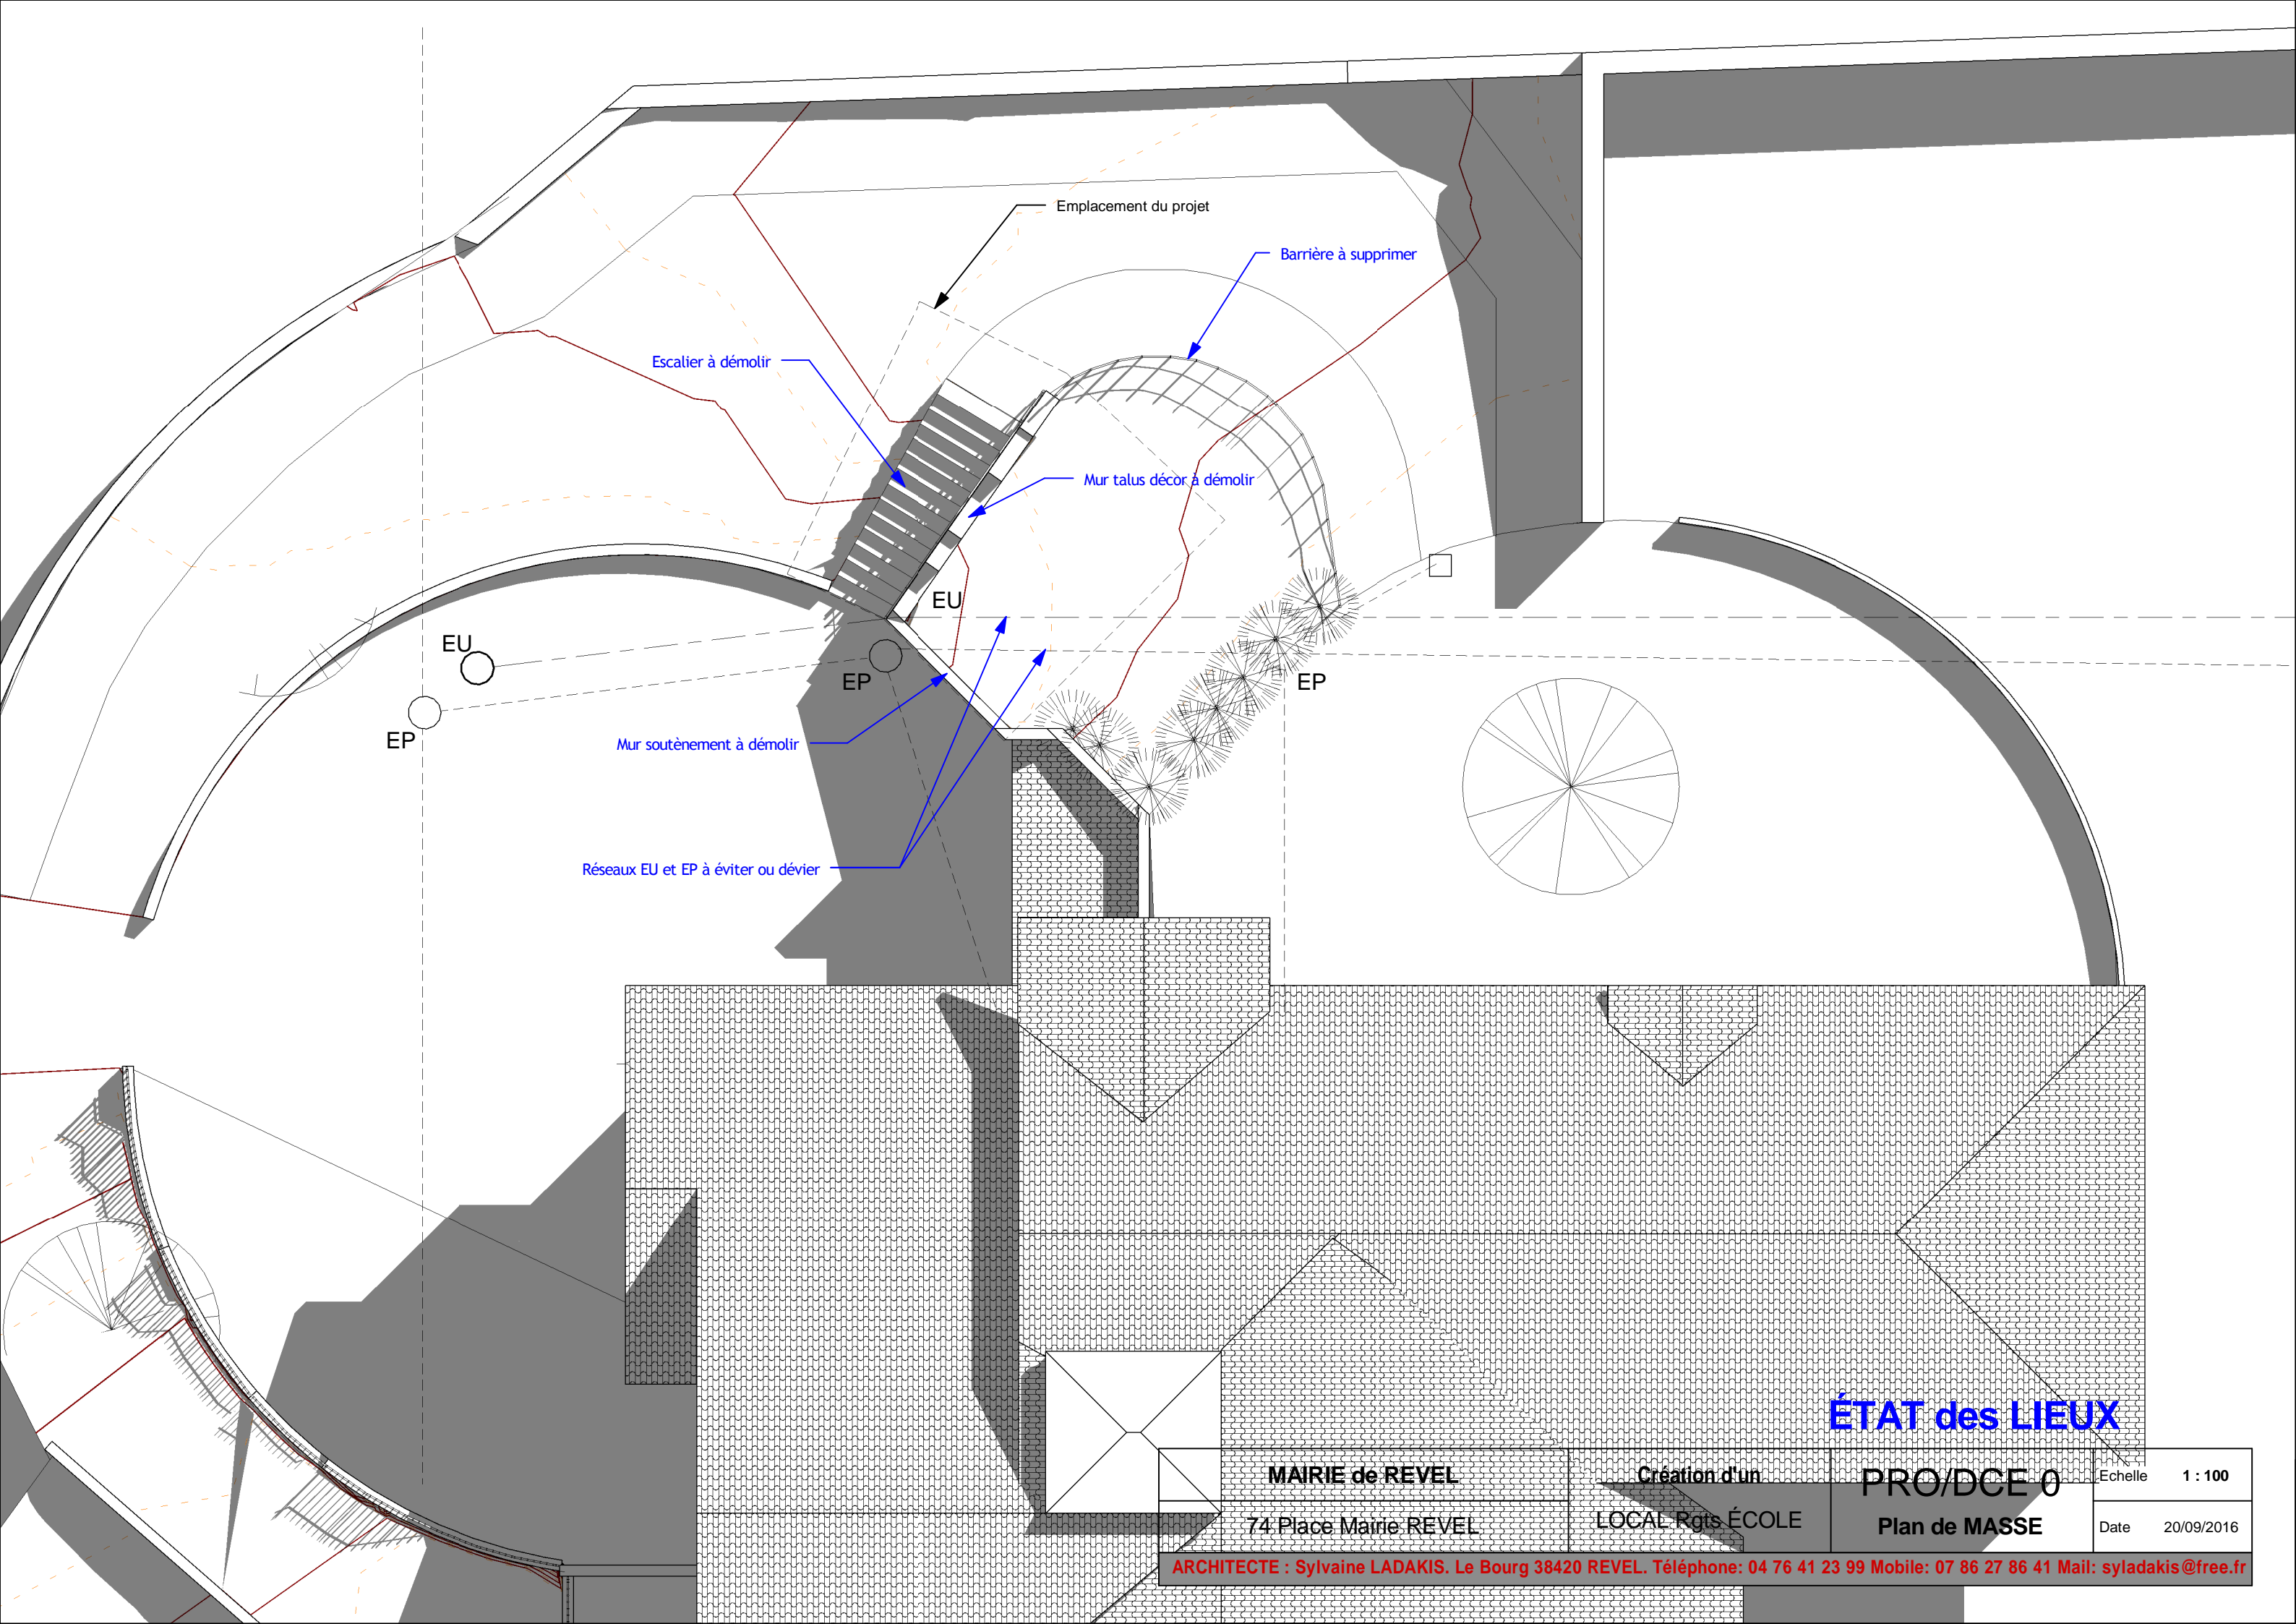 Emplacement du projet
Barrière à supprimer
Escalier à démolir
Mur talus décor à démolir
EU
EU
EP
EP
EP
Mur soutènement à démolir
Réseaux EU et EP à éviter ou dévier
ÉTAT des LIEUX
MAIRIE de REVEL
74 Place Mairie REVEL
Création d'un
LOCAL Rgts ÉCOLE
PRO/DCE 0
Plan de MASSE
Echelle 1 : 100
Date 20/09/2016
ARCHITECTE : Sylvaine LADAKIS. Le Bourg 38420 REVEL. Téléphone: 04 76 41 23 99 Mobile: 07 86 27 86 41 Mail: syladakis@free.fr